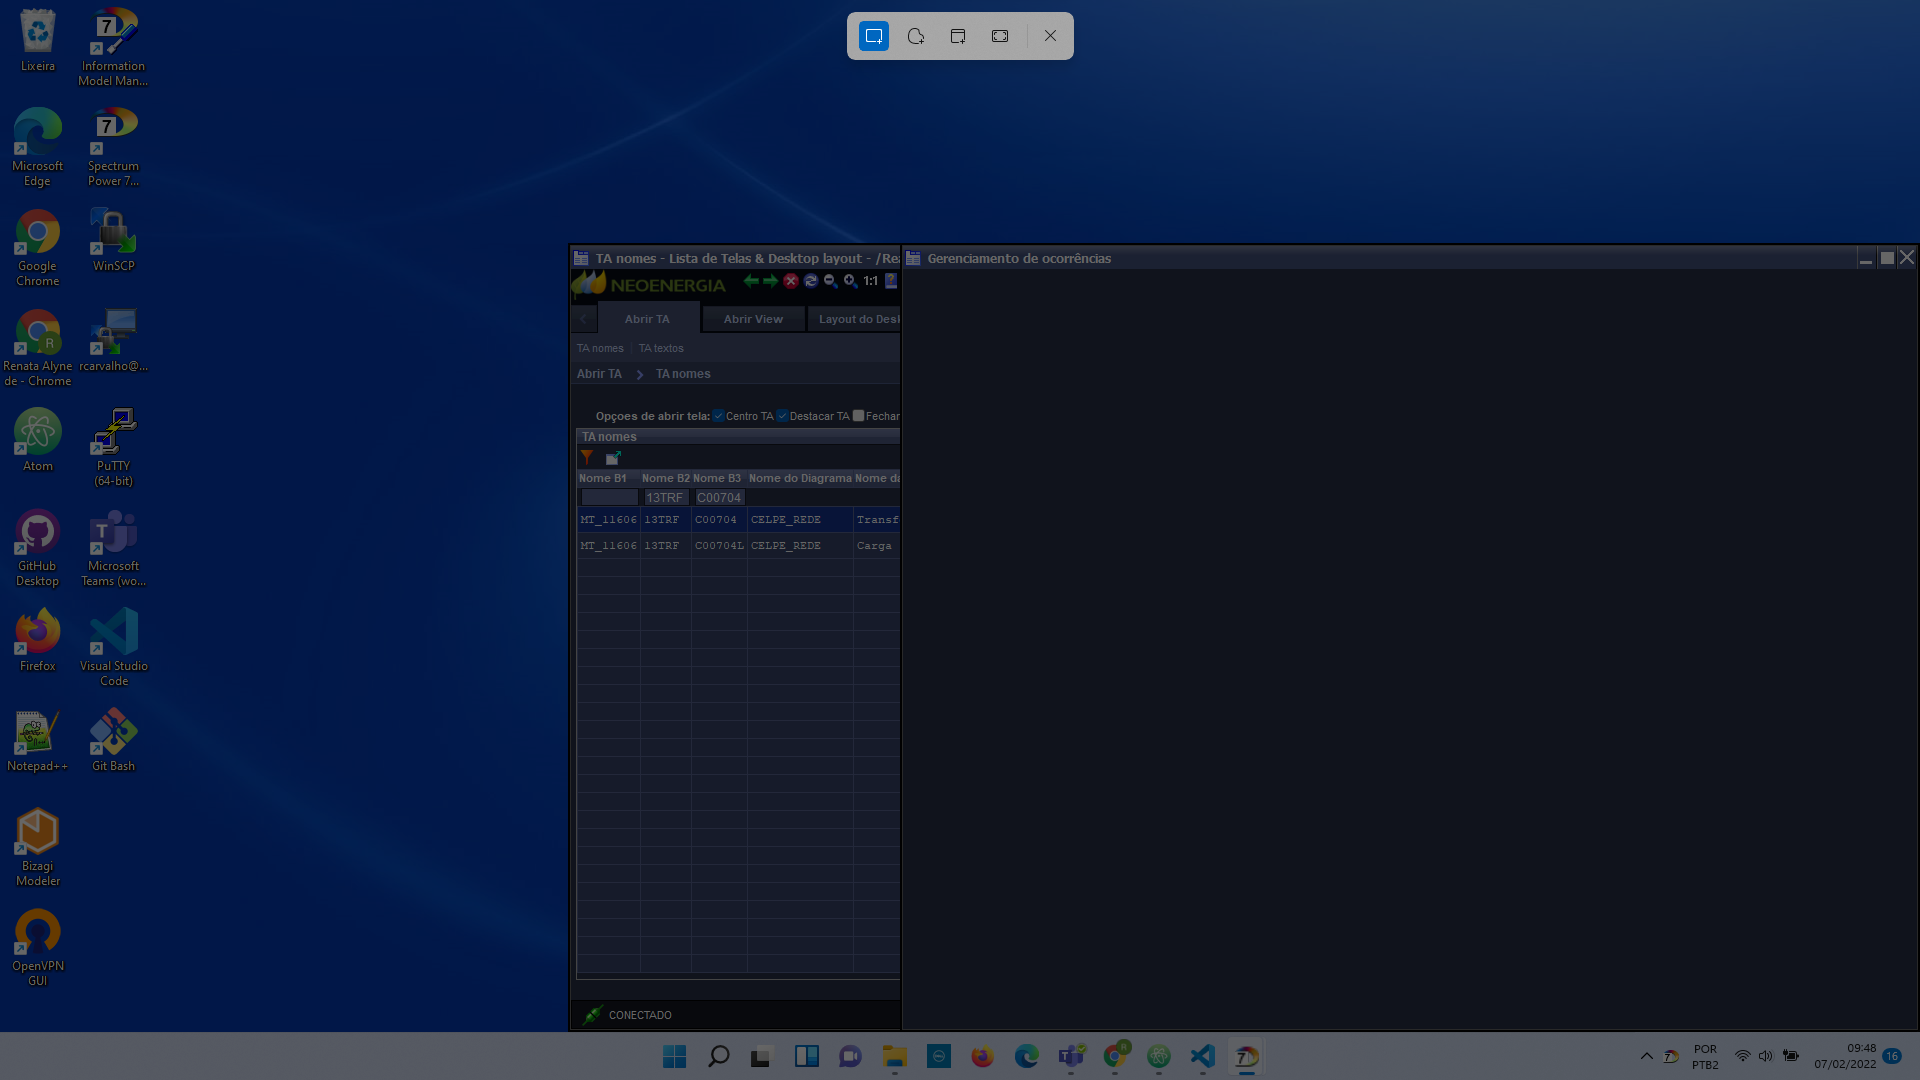 Lixeira
Information
Model Man...
Microsoft
Edge
Spectrum
Power 7...
Google
Chrome
WinSCP
Renata Alyne
de - Chrome
rcarvalho@...
Atom
PuTTY
(64-bit)
GitHub
Desktop
Microsoft
Teams (wo...
Firefox
Visual Studio
Code
Notepad++
Git Bash
Bizagi
Modeler
OpenVPN
GUI
TA nomes - Lista de Telas & Desktop layout - /Rea
NEOENERGIA
1:1
Abrir TA Abrir View Layout do Desk
TA nomes TA textos
Abrir TA > TA nomes
Opçoes de abrir tela: Centro TA Destacar TA Fechar
TA nomes
Nome B1 Nome B2 Nome B3 Nome do Diagrama Nome da
13TRF C00704
MT_11606 13TRF C00704 CELPE_REDE Transf
MT_11606 13TRF C00704L CELPE_REDE Carga
CONECTADO
Gerenciamento de ocorrências
POR
PTB2
09:48
07/02/2022
16